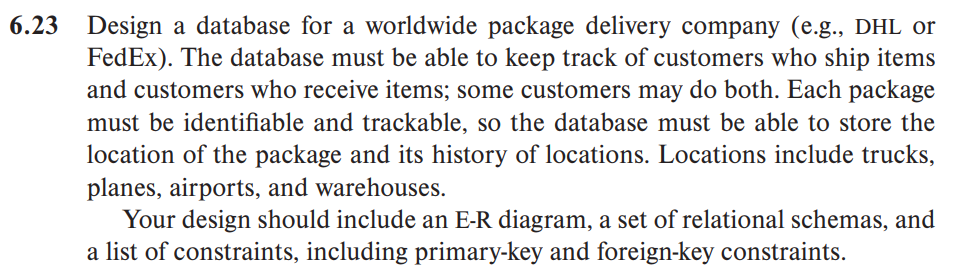 6.23 Design a database for a worldwide package delivery company (e.g., DHL or
FedEx). The database must be able to keep track of customers who ship items
and customers who receive items; some customers may do both. Each package
must be identifiable and trackable, so the database must be able to store the
location of the package and its history of locations. Locations include trucks,
planes, airports, and warehouses.
Your design should include an E-R diagram, a set of relational schemas, and
a list of constraints, including primary-key and foreign-key constraints.